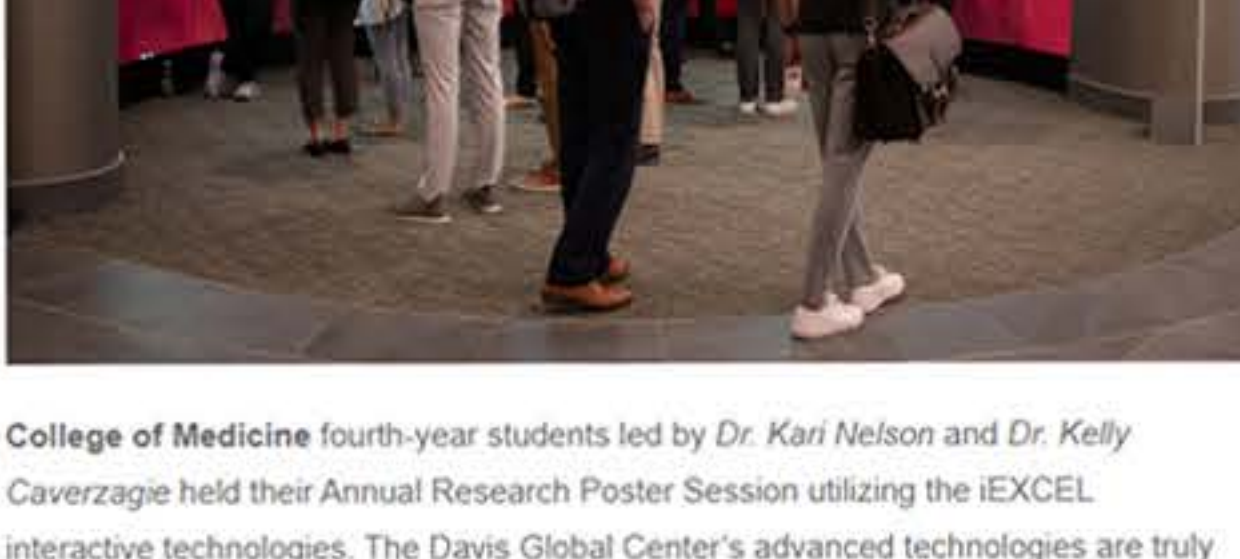 College of Medicine fourth-year students led by Dr. Kari Nelson and Dr. Kelly
Caverzagie held their Annual Research Poster Session utilizing the iEXCEL
interactive technologies. The Davis Global Center's advanced technologies are truly